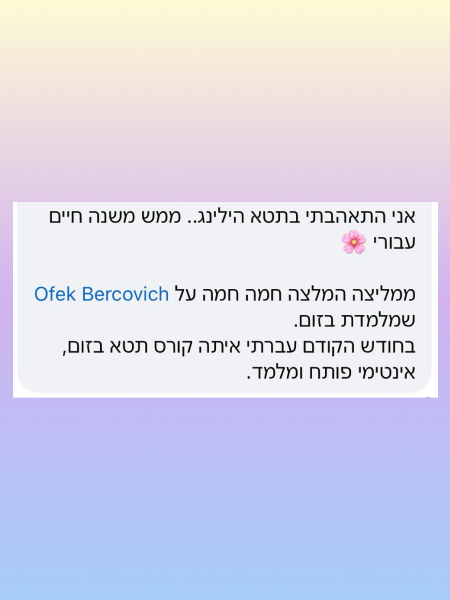 אני התאהבתי בתטא הילינג.. ממש משנה חיים
עבורי 🌸
ממליצה המלצה חמה חמה על Ofek Bercovich
שמלמדת בזום.
בחודש הקודם עברתי איתה קורס תטא בזום,
אינטימי פותח ומלמד.